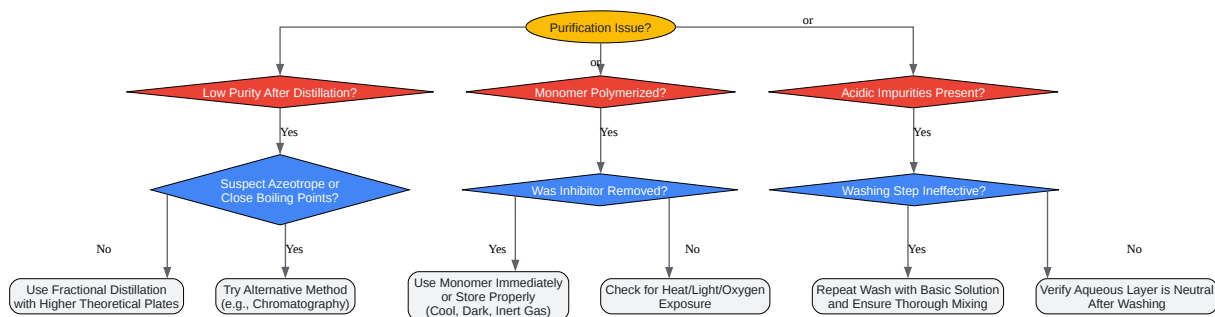 Purification Issue?
or
or
Low Purity After Distillation?
Monomer Polymerized?
Acidic Impurities Present?
Yes
Yes
Yes
Suspect Azeotrope or
Close Boiling Points?
Was Inhibitor Removed?
Washing Step Ineffective?
No
Yes
Yes
No
Yes
No
Use Fractional Distillation
with Higher Theoretical Plates
Try Alternative Method
(e.g., Chromatography)
Use Monomer Immediately
or Store Properly
(Cool, Dark, Inert Gas)
Check for Heat/Light/Oxygen
Exposure
Repeat Wash with Basic Solution
and Ensure Thorough Mixing
Verify Aqueous Layer is Neutral
After Washing